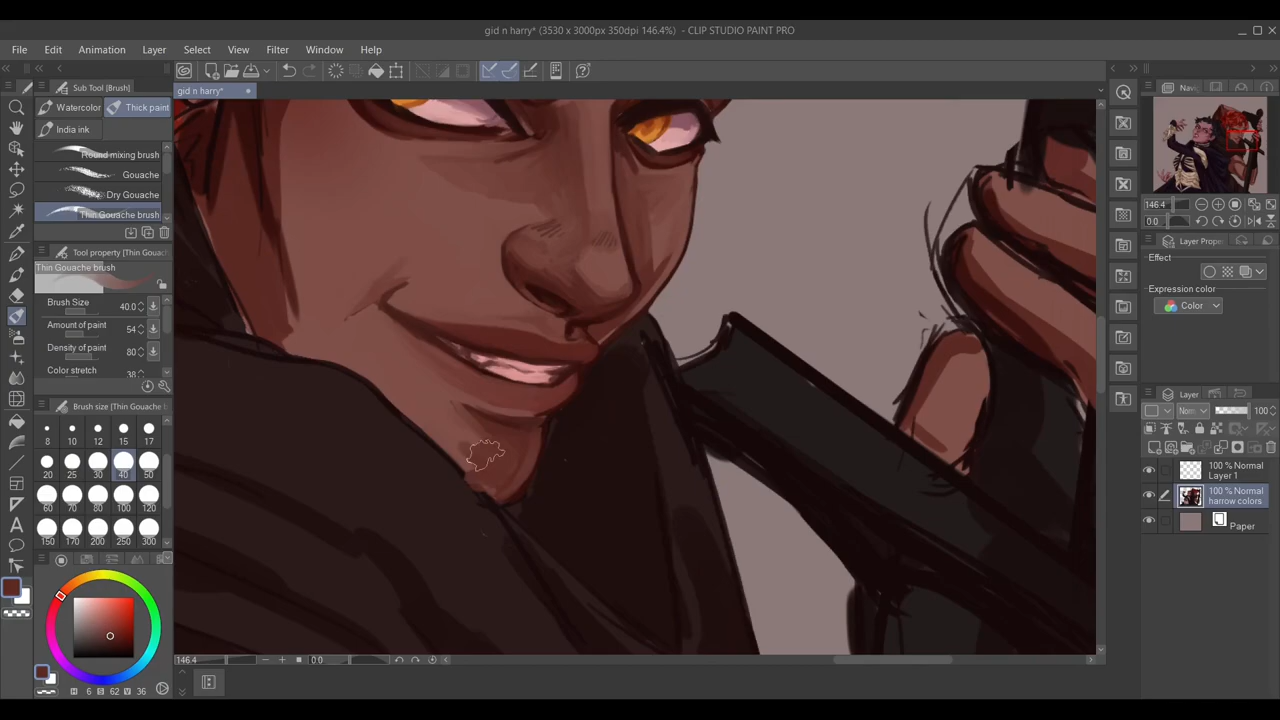 gid n harry* (3530 x 3000px 350dpi 146.4%) - CLIP STUDIO PAINT PRO
File Edit Animation Layer Select View Filter Window Help
Sub Tool [Brush]
gid n harry*
Watercolor Thick paint
India ink
Round mixing brush
Gouache
Dry Gouache
Thin Gouache brush
Tool property [Thin Gouac
Thin Gouache brush
Brush Size 40.0
Amount of paint 54
Density of paint 80
Color stretch 38
Brush size [Thin Gouache b
8 10 12 15 17
20 25 30 40 50
60 70 80 100 120
150 170 200 250 300
H 6 S 62 V 36
146.4 0.0
Navi
146.4
0.0
Layer Prope
Effect
Expression color
Color
Layer
Norm 100
100 % Normal
Layer 1
100 % Normal
harrow colors
Paper